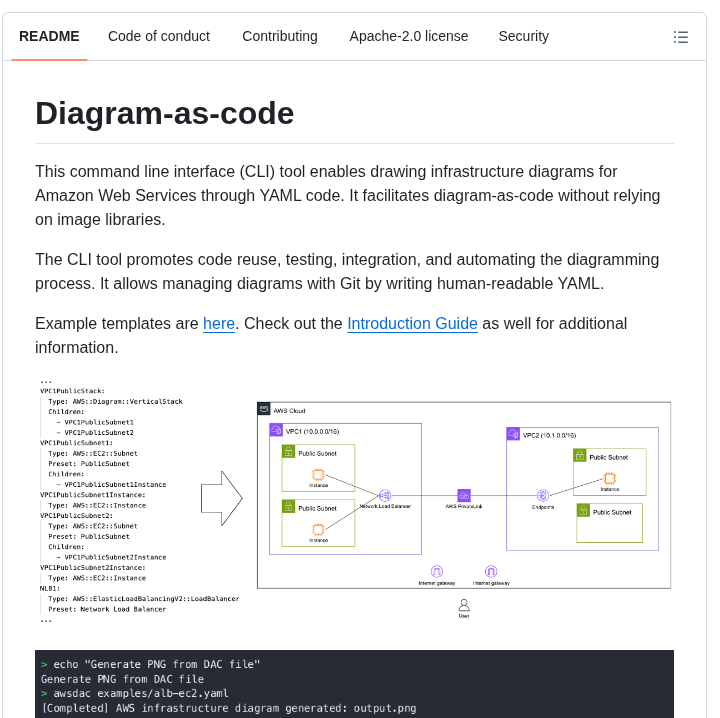 README
Code of conduct
Contributing
Apache-2.0 license
Security
Diagram-as-code
This command line interface (CLI) tool enables drawing infrastructure diagrams for
Amazon Web Services through YAML code. It facilitates diagram-as-code without relying
on image libraries.
The CLI tool promotes code reuse, testing, integration, and automating the diagramming
process. It allows managing diagrams with Git by writing human-readable YAML.
Example templates are here. Check out the Introduction Guide as well for additional
information.
...
VPC1PublicStack:
  Type: AWS::Diagram::VerticalStack
  Children:
    - VPC1PublicSubnet1
    - VPC1PublicSubnet2
VPC1PublicSubnet1:
  Type: AWS::EC2::Subnet
  Preset: PublicSubnet
  Children:
    - VPC1PublicSubnet1Instance
VPC1PublicSubnet1Instance:
  Type: AWS::EC2::Instance
VPC1PublicSubnet2:
  Type: AWS::EC2::Subnet
  Preset: PublicSubnet
  Children:
    - VPC1PublicSubnet2Instance
VPC1PublicSubnet2Instance:
  Type: AWS::EC2::Instance
NLB1:
  Type: AWS::ElasticLoadBalancingV2::LoadBalancer
  Preset: Network Load Balancer
...
aws
AWS Cloud
VPC1 (10.0.0.0/16)
Public Subnet
Instance
Public Subnet
Instance
Network Load Balancer
AWS PrivateLink
VPC2 (10.1.0.0/16)
Public Subnet
Instance
Endpoints
Public Subnet
Internet gateway
Internet gateway
User
> echo "Generate PNG from DAC file"
Generate PNG from DAC file
> awsdac examples/alb-ec2.yaml
[Completed] AWS infrastructure diagram generated: output.png